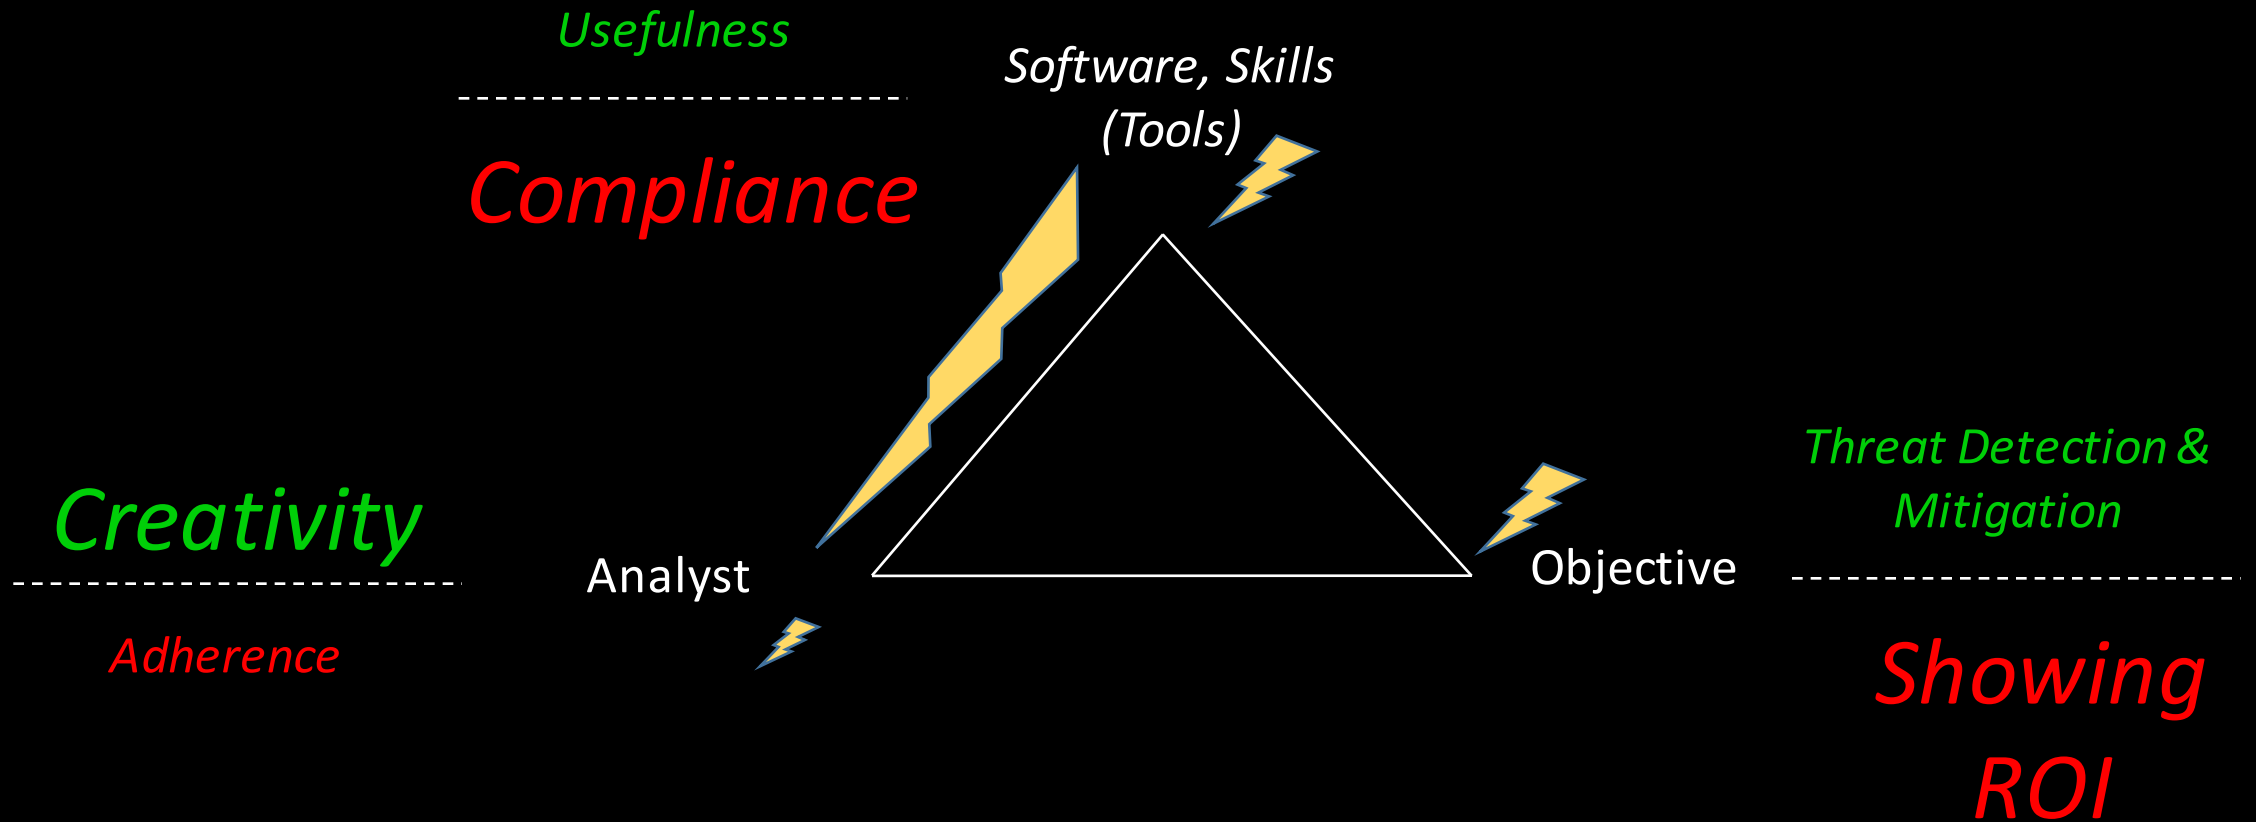 Usefulness
Software, Skills
(Tools)
Compliance
Creativity
Adherence
Analyst
Objective
Threat Detection &
Mitigation
Showing
ROI